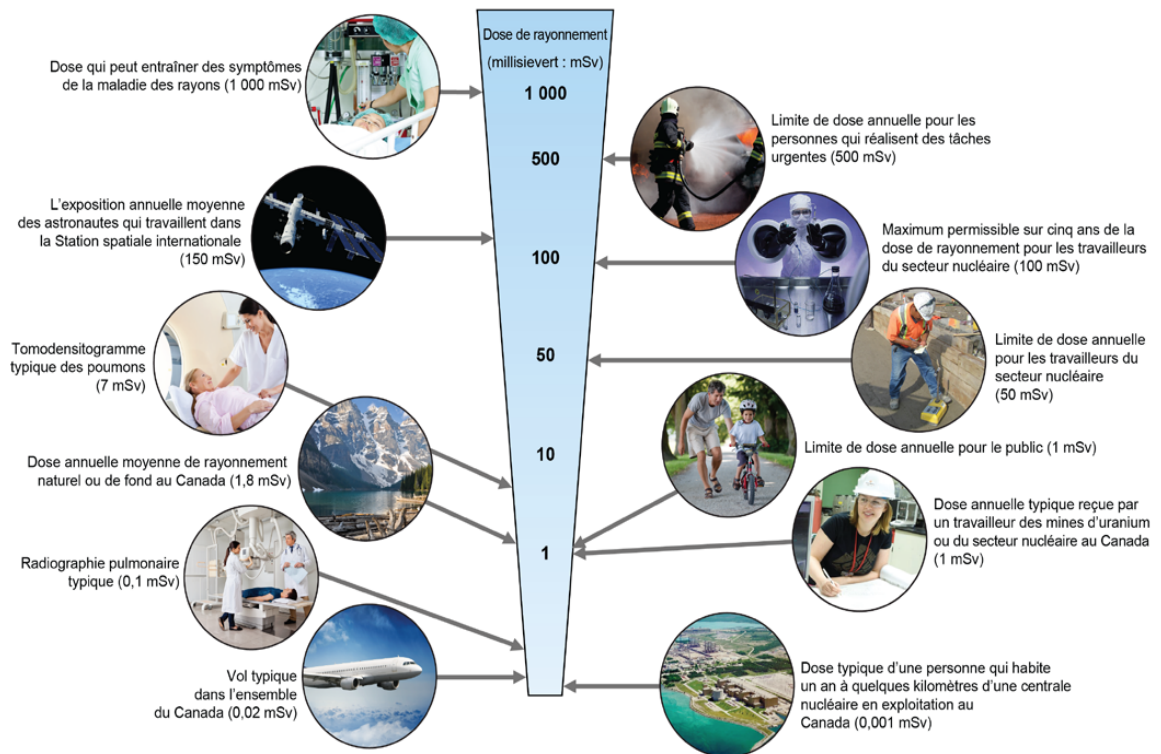 Dose de rayonnement
(millisievert : mSv)
1 000
500
100
50
10
1
Dose qui peut entraîner des symptômes
de la maladie des rayons (1 000 mSv)
L'exposition annuelle moyenne
des astronautes qui travaillent dans
la Station spatiale internationale
(150 mSv)
Tomodensitogramme
typique des poumons
(7 mSv)
Dose annuelle moyenne de rayonnement
naturel ou de fond au Canada (1,8 mSv)
Radiographie pulmonaire
typique (0,1 mSv)
Vol typique
dans l'ensemble
du Canada (0,02 mSv)
Limite de dose annuelle pour les
personnes qui réalisent des tâches
urgentes (500 mSv)
Maximum permissible sur cinq ans de la
dose de rayonnement pour les travailleurs
du secteur nucléaire (100 mSv)
Limite de dose annuelle
pour les travailleurs du
secteur nucléaire
(50 mSv)
Limite de dose annuelle pour le public (1 mSv)
Dose annuelle typique reçue par
un travailleur des mines d'uranium
ou du secteur nucléaire au Canada
(1 mSv)
Dose typique d'une personne qui habite
un an à quelques kilomètres d'une centrale
nucléaire en exploitation au
Canada (0,001 mSv)